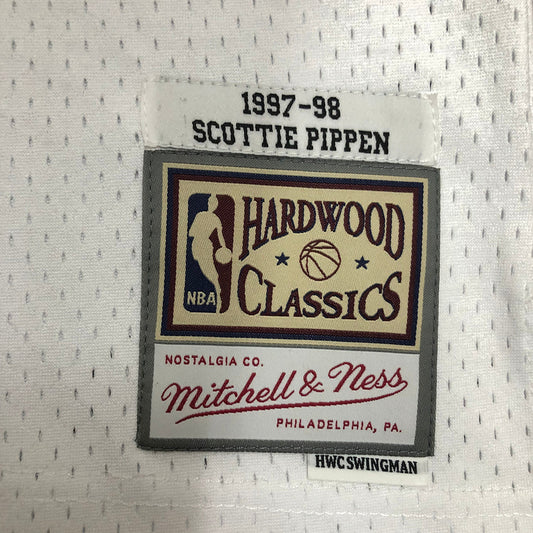 1997-98
SCOTTIE PIPPEN
HARDWOOD
CLASSICS
NBA
NOSTALGIA CO.
Mitchell & Ness
PHILADELPHIA, PA.
HWC SWINGMAN